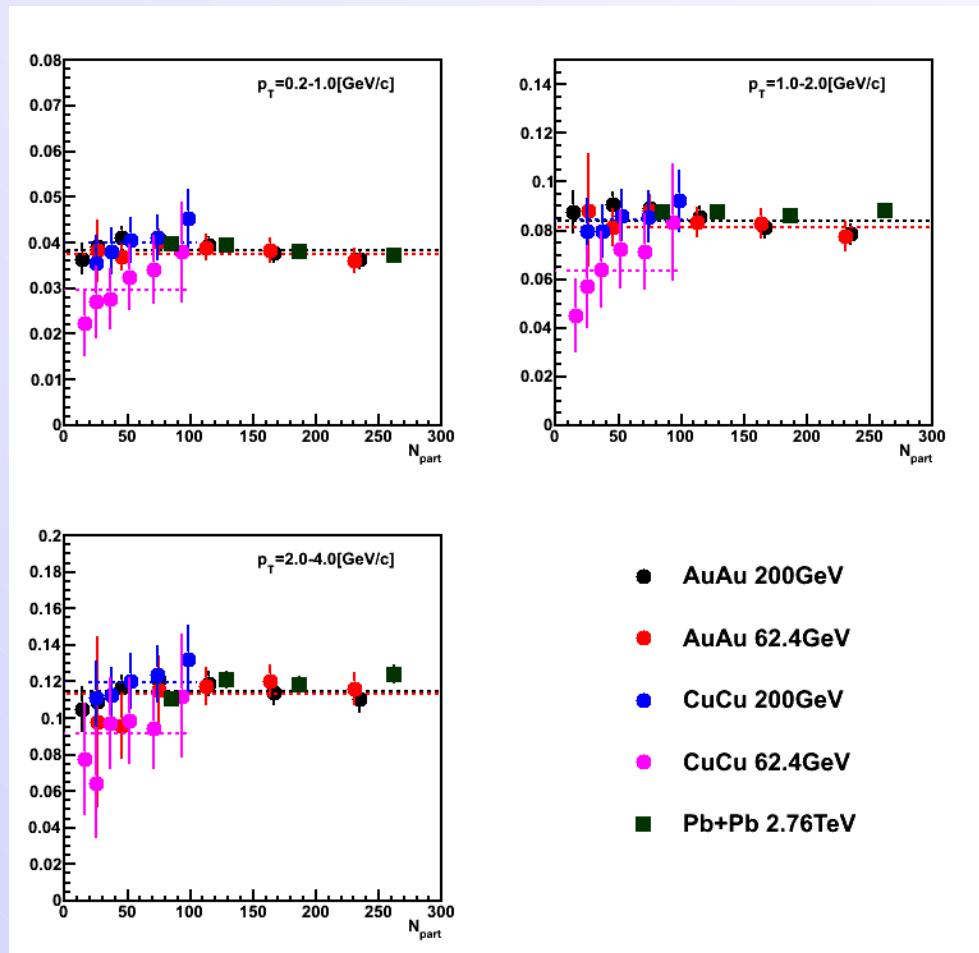 p_T=0.2-1.0[GeV/c]
0.08
0.07
0.06
0.05
0.04
0.03
0.02
0.01
0
0 50 100 150 200 250 300
N_part
p_T=1.0-2.0[GeV/c]
0.14
0.12
0.1
0.08
0.06
0.04
0.02
0
0 50 100 150 200 250 300
N_part
p_T=2.0-4.0[GeV/c]
0.2
0.18
0.16
0.14
0.12
0.1
0.08
0.06
0.04
0.02
0
0 50 100 150 200 250 300
N_part
AuAu 200GeV
AuAu 62.4GeV
CuCu 200GeV
CuCu 62.4GeV
Pb+Pb 2.76TeV